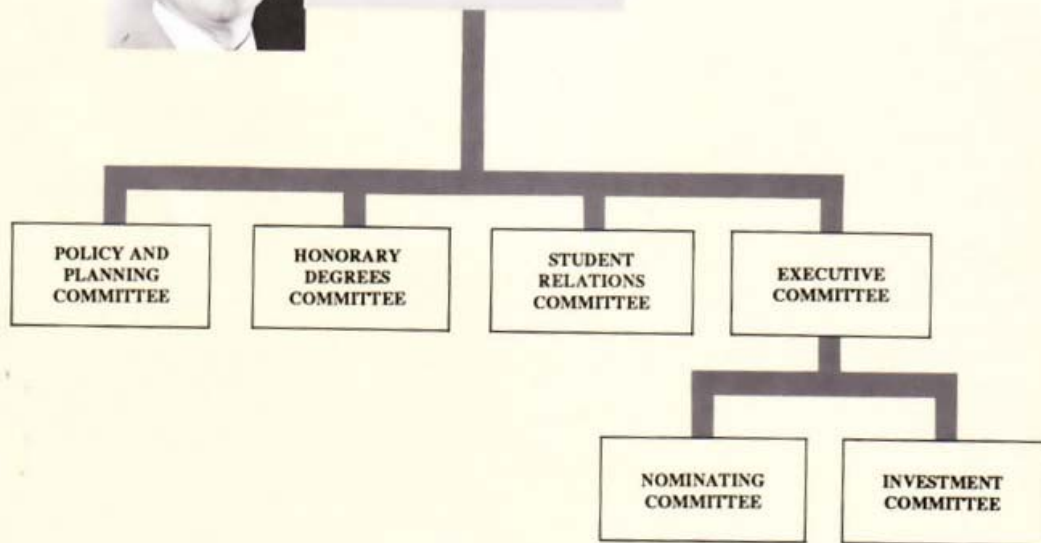 POLICY AND
PLANNING
COMMITTEE
HONORARY
DEGREES
COMMITTEE
STUDENT
RELATIONS
COMMITTEE
EXECUTIVE
COMMITTEE
NOMINATING
COMMITTEE
INVESTMENT
COMMITTEE